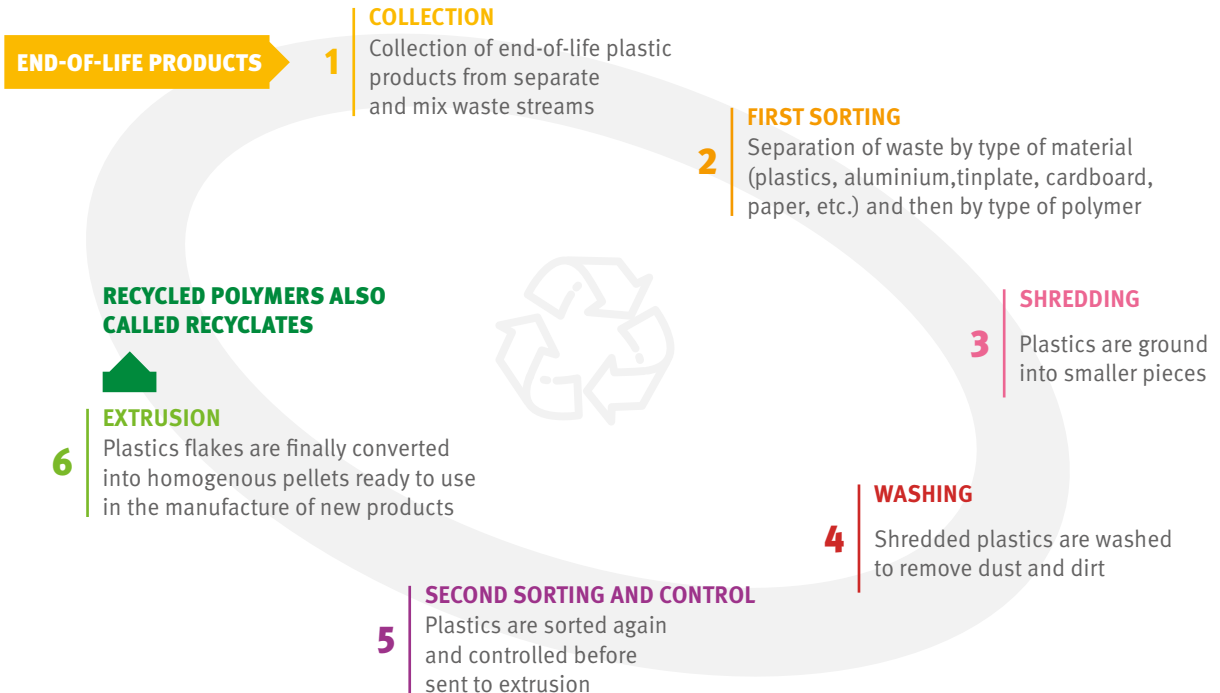 END-OF-LIFE PRODUCTS
1
COLLECTION
Collection of end-of-life plastic
products from separate
and mix waste streams
2
FIRST SORTING
Separation of waste by type of material
(plastics, aluminium,tinplate, cardboard,
paper, etc.) and then by type of polymer
3
SHREDDING
Plastics are ground
into smaller pieces
4
WASHING
Shredded plastics are washed
to remove dust and dirt
5
SECOND SORTING AND CONTROL
Plastics are sorted again
and controlled before
sent to extrusion
6
EXTRUSION
Plastics flakes are finally converted
into homogenous pellets ready to use
in the manufacture of new products
RECYCLED POLYMERS ALSO
CALLED RECYCLATES